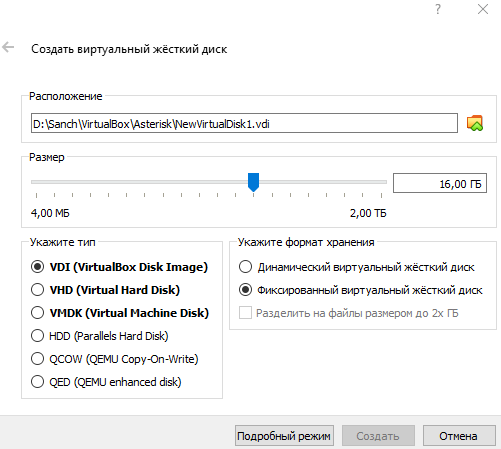 ?
Создать виртуальный жёсткий диск
Расположение
D:\Sanch\VirtualBox\Asterisk\NewVirtualDisk1.vdi
Размер
16,00 ГБ
4,00 МБ 2,00 ТБ
Укажите тип
VDI (VirtualBox Disk Image)
VHD (Virtual Hard Disk)
VMDK (Virtual Machine Disk)
HDD (Parallels Hard Disk)
QCOW (QEMU Copy-On-Write)
QED (QEMU enhanced disk)
Укажите формат хранения
Динамический виртуальный жёсткий диск
Фиксированный виртуальный жёсткий диск
Разделить на файлы размером до 2х ГБ
Подробный режим Создать Отмена